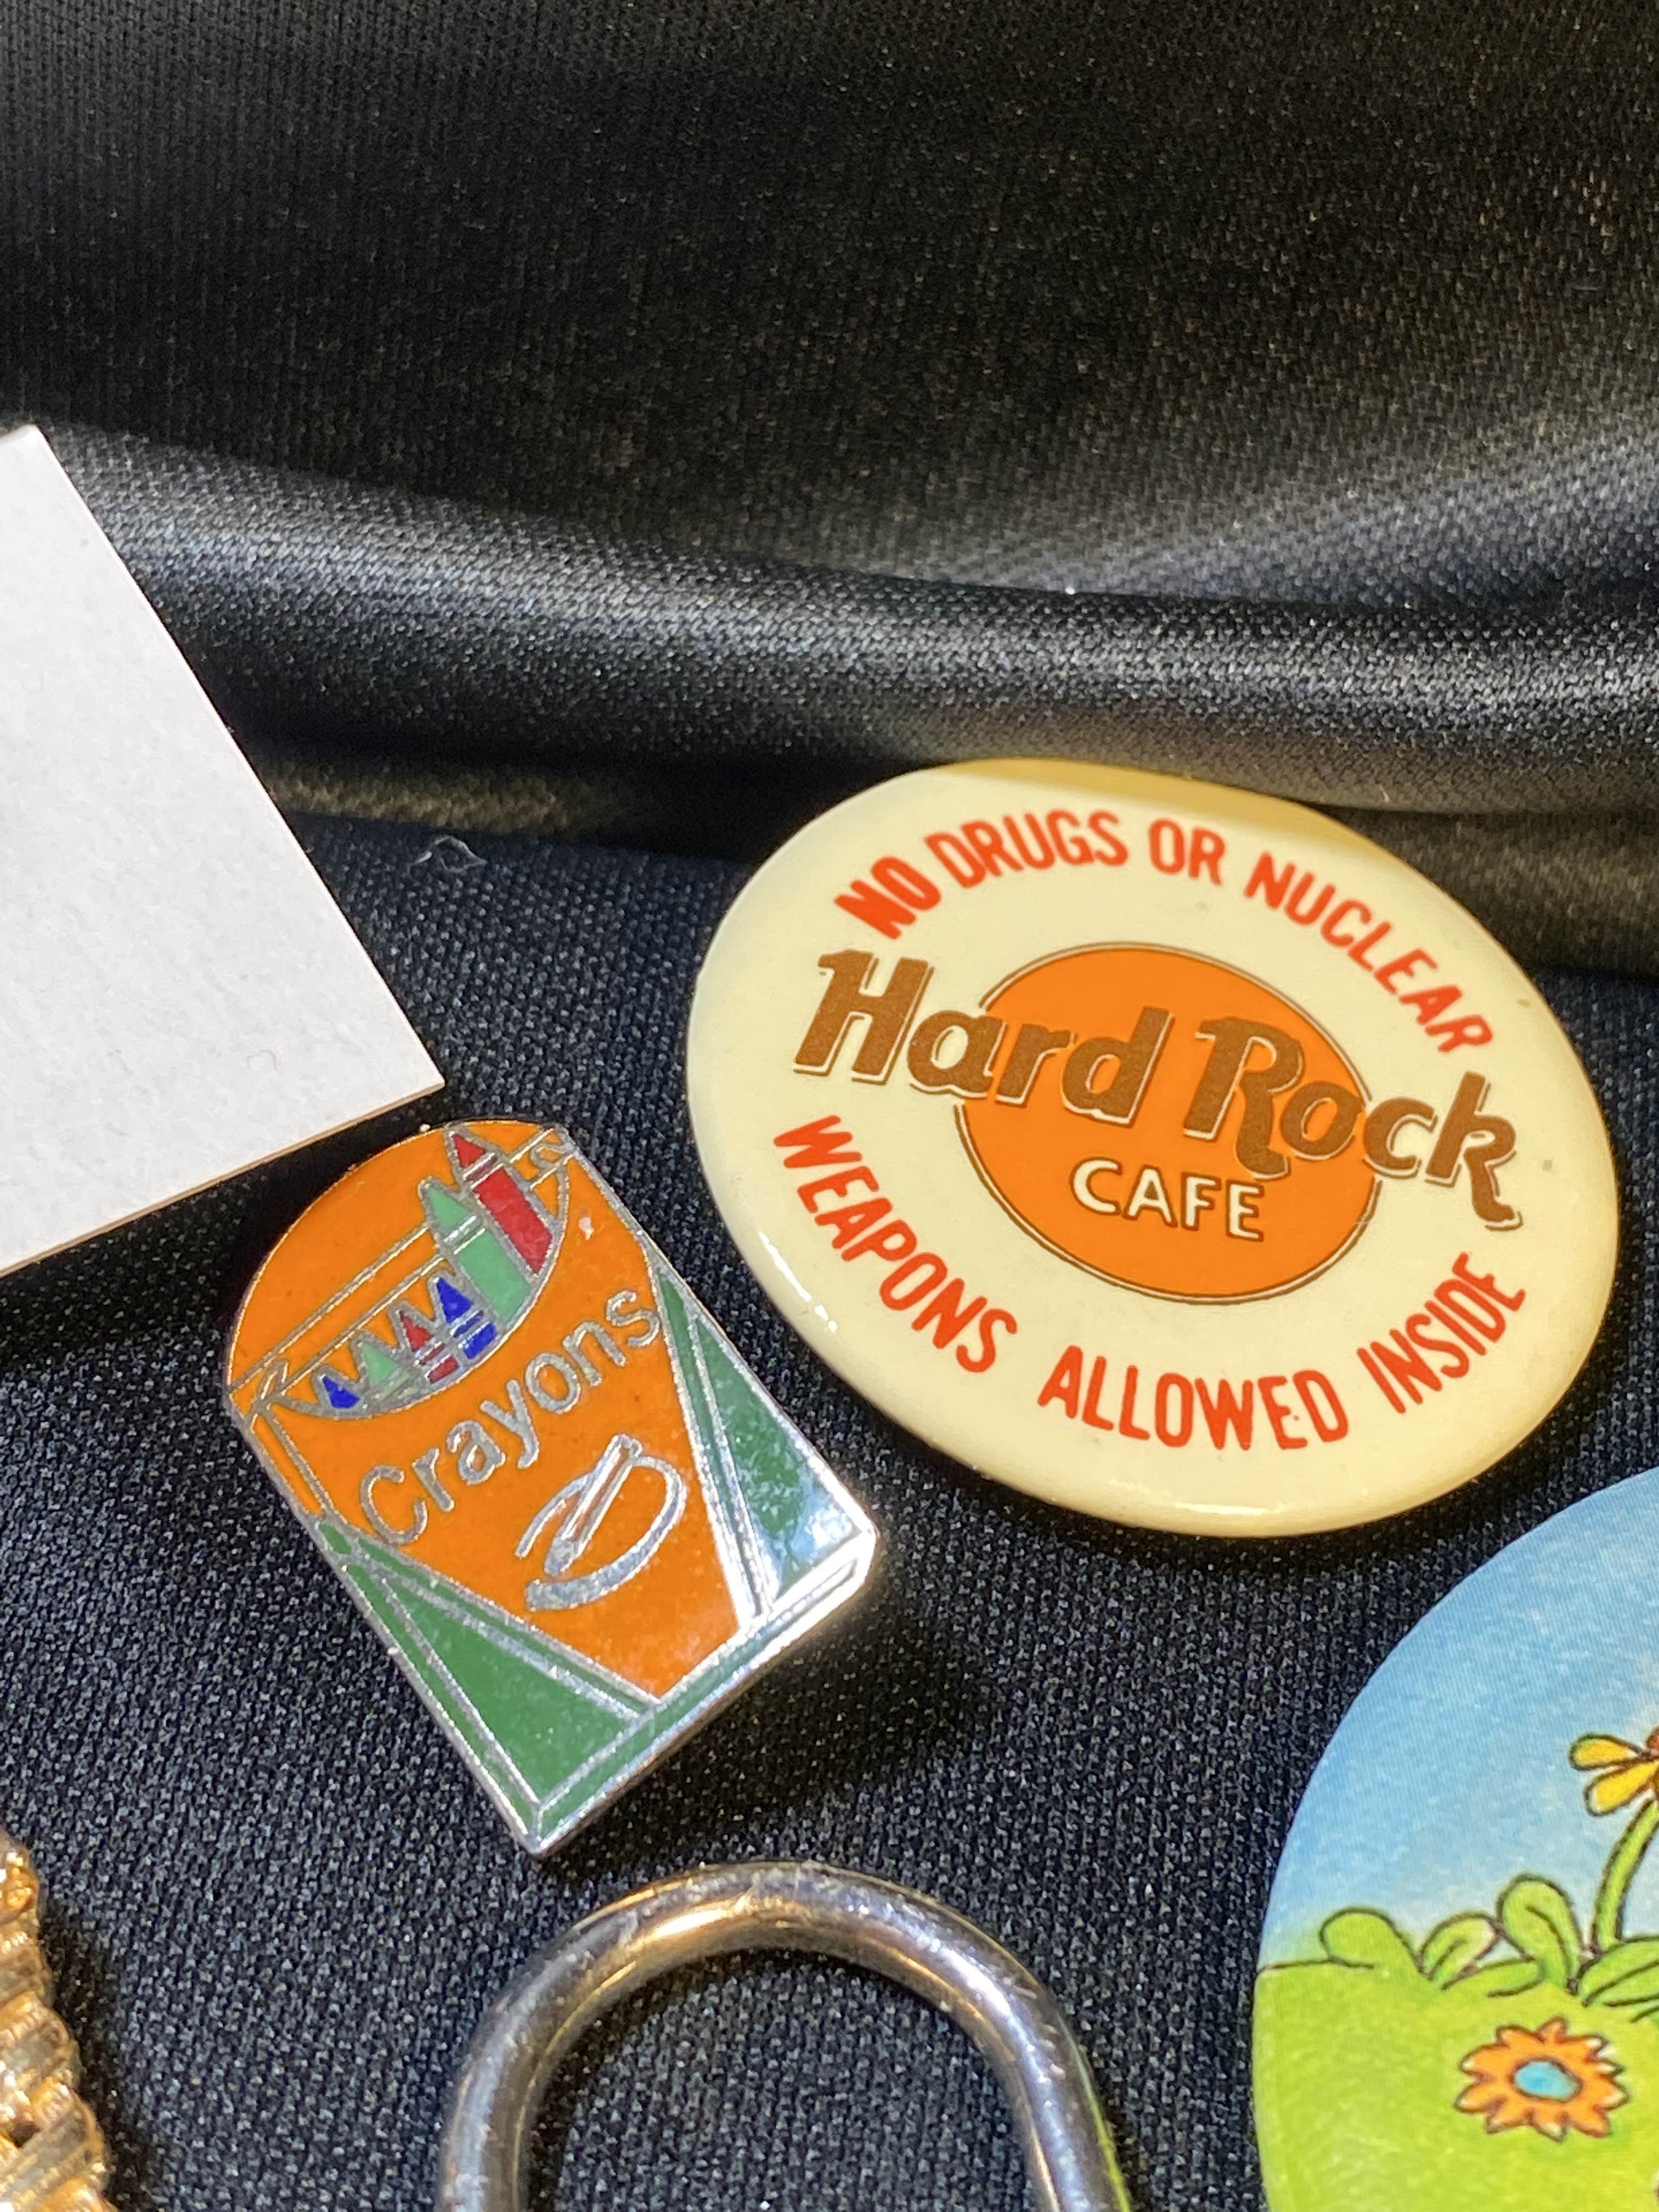 NO DRUGS OR NUCLEAR
Hard Rock
CAFE
WEAPONS ALLOWED INSIDE
Crayons